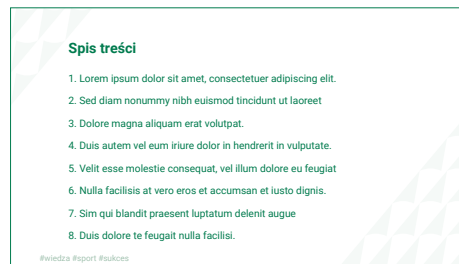 Spis treści
1. Lorem ipsum dolor sit amet, consectetuer adipiscing elit.
2. Sed diam nonummy nibh euismod tincidunt ut laoreet
3. Dolore magna aliquam erat volutpat.
4. Duis autem vel eum iriure dolor in hendrerit in vulputate.
5. Velit esse molestie consequat, vel illum dolore eu feugiat
6. Nulla facilisis at vero eros et accumsan et iusto dignis.
7. Sim qui blandit praesent luptatum delenit augue
8. Duis dolore te feugait nulla facilisi.
#wiedza #sport #sukces